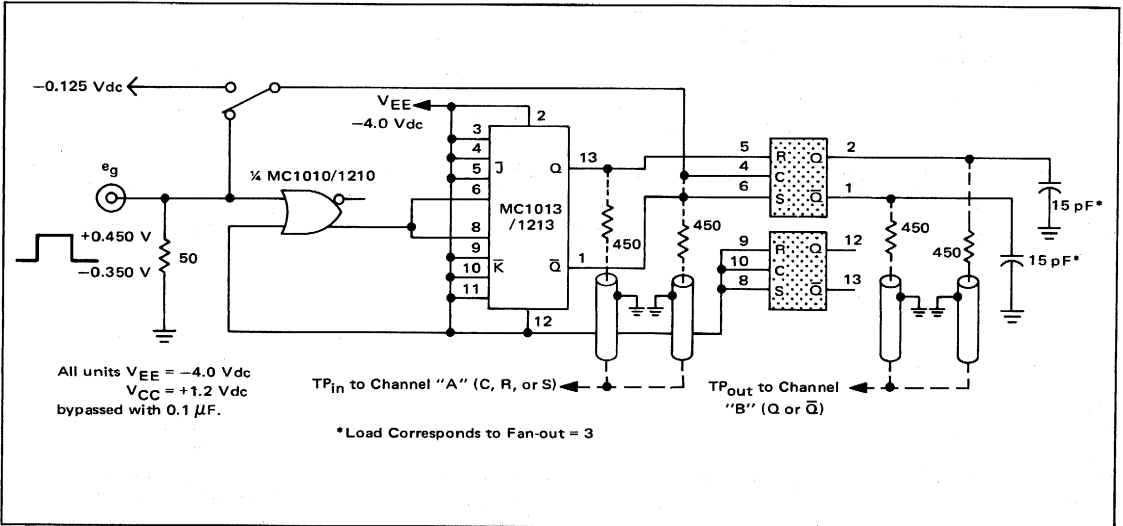 −0.125 Vdc
VEE
−4.0 Vdc
2
3
4
5 J̅
6
8
9
10 K̅
11
Q 13
MC1013
/1213
Q̅ 1
12
eg
¼ MC1010/1210
+0.450 V
−0.350 V
50
450
450
5 R Q 2
4 C
6 S Q̅ 1
9 R Q 12
10 C
8 S Q̅ 13
450
450
15 pF*
15 pF*
All units VEE = −4.0 Vdc
VCC = +1.2 Vdc
bypassed with 0.1 μF.
TPin to Channel "A" (C, R, or S)
TPout to Channel
"B" (Q or Q̅)
*Load Corresponds to Fan-out = 3